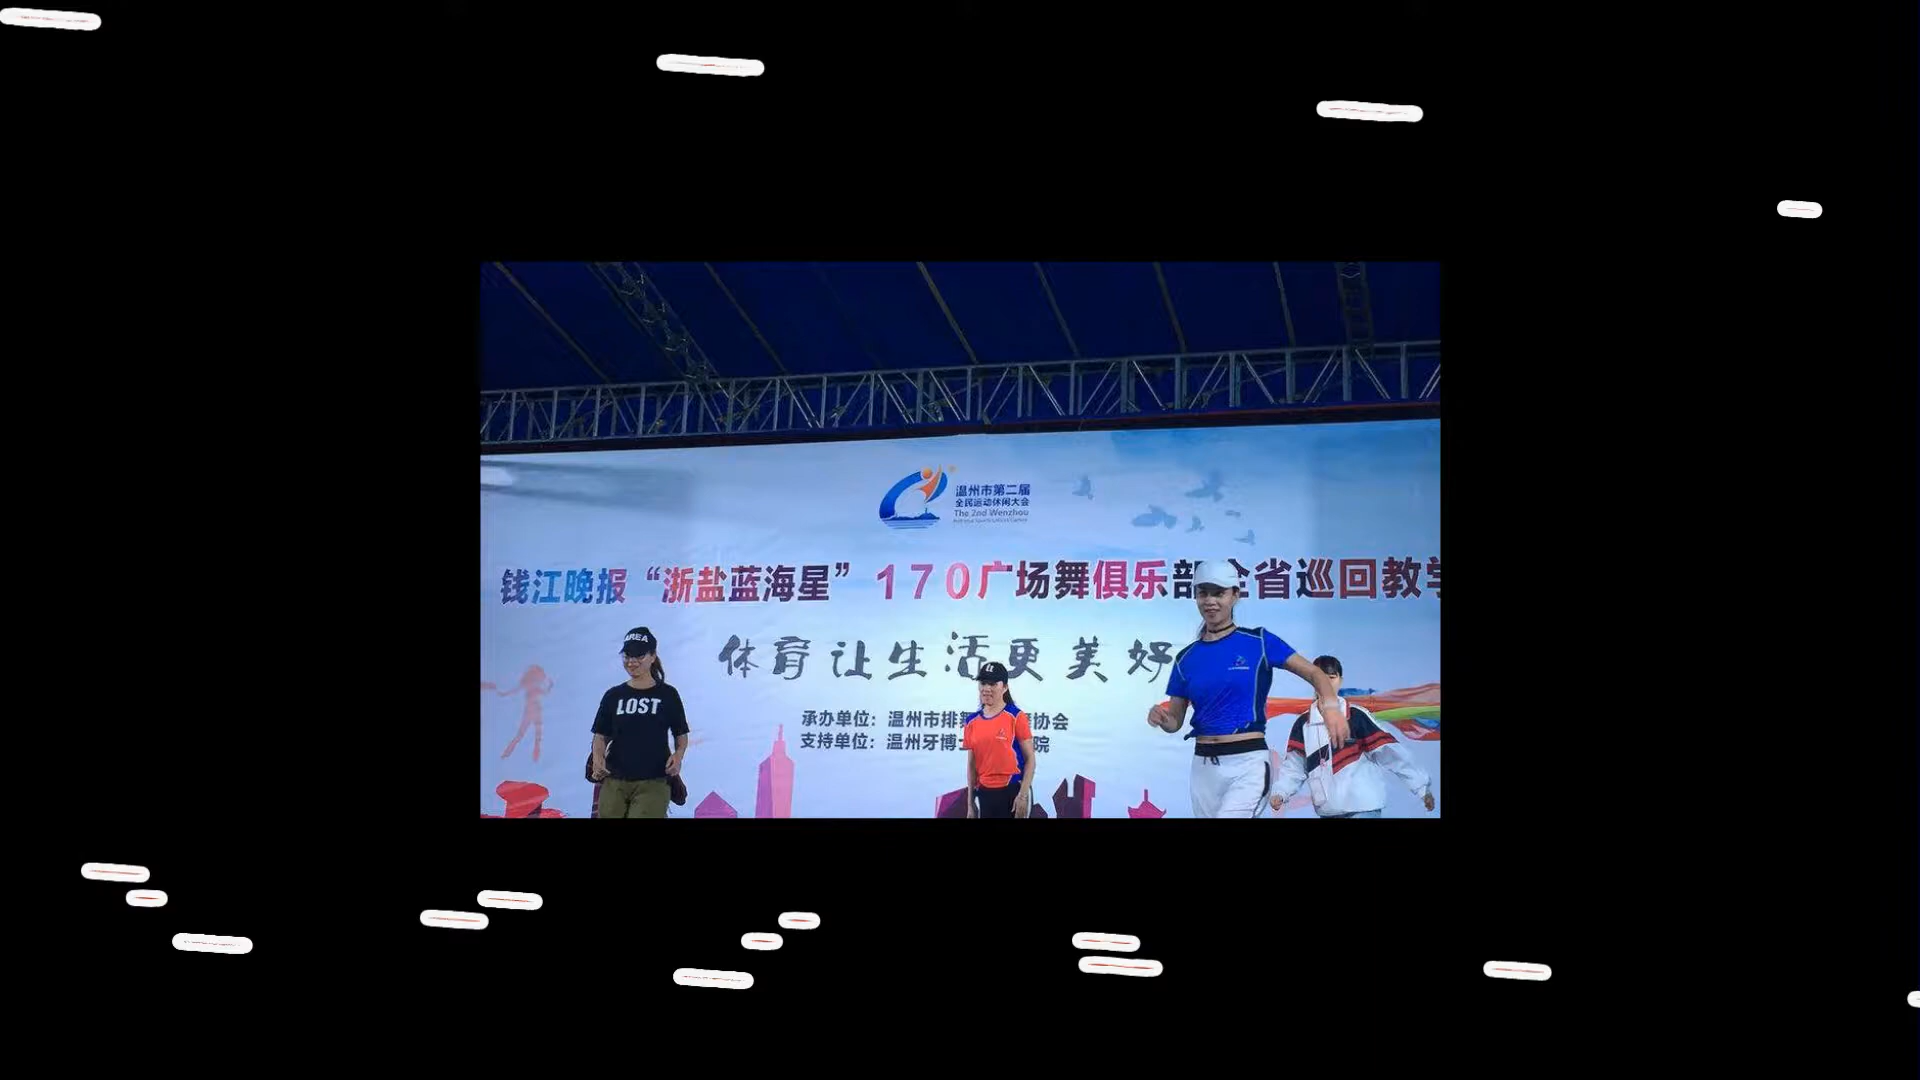 温州市第二届
全民运动休闲大会
The 2nd Wenzhou
钱江晚报“浙盐蓝海星”170广场舞俱乐部全省巡回教学
体育让生活更美好
承办单位：温州市排舞 协会
支持单位：温州牙博士 院
AREA
LOST